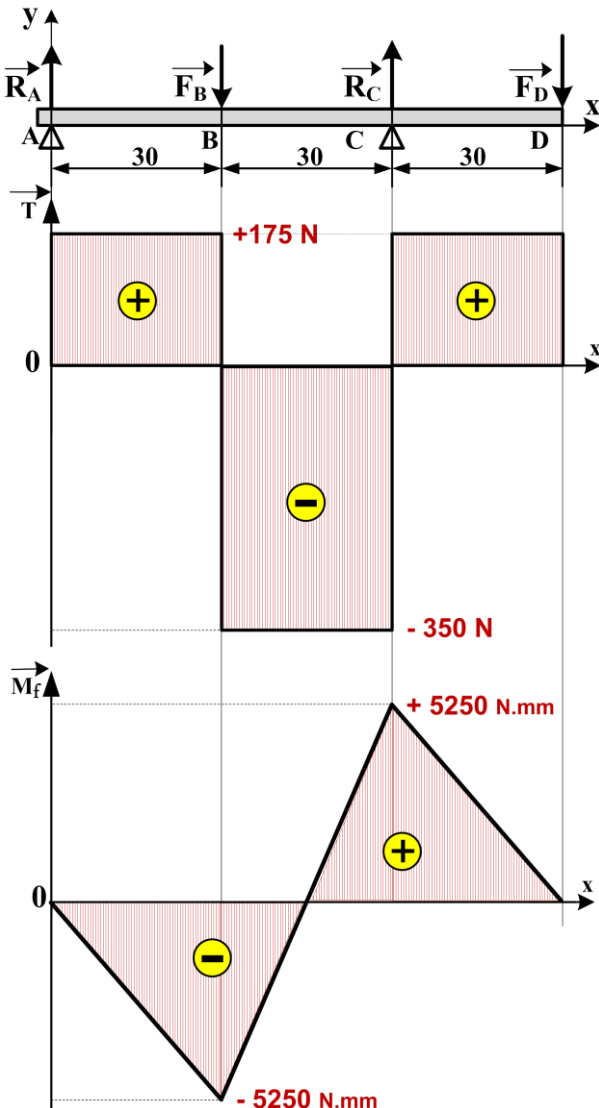 y
R_A F_B R_C F_D
x
A B C D
30 30 30
T
+175 N
+ +
0 x
-
- 350 N
M_f
+ 5250 N.mm
+
0 x
-
- 5250 N.mm